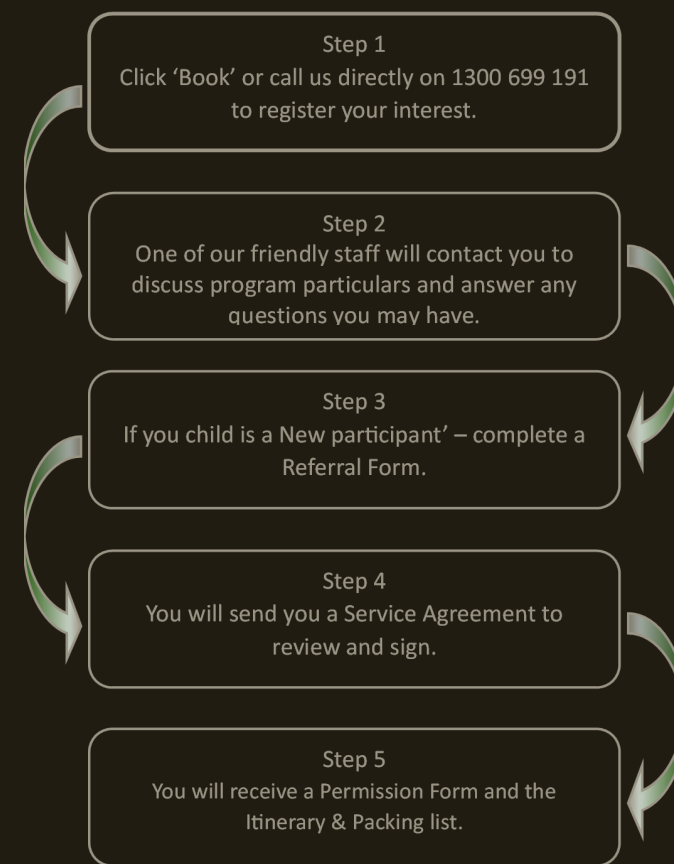 Step 1
Click ‘Book’ or call us directly on 1300 699 191
to register your interest.
Step 2
One of our friendly staff will contact you to
discuss program particulars and answer any
questions you may have.
Step 3
If you child is a New participant’ – complete a
Referral Form.
Step 4
You will send you a Service Agreement to
review and sign.
Step 5
You will receive a Permission Form and the
Itinerary & Packing list.